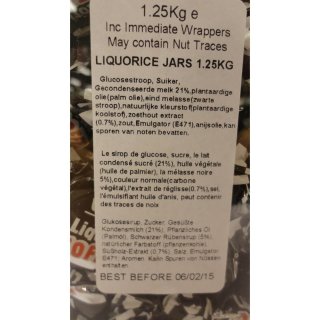 1.25Kg e
Inc Immediate Wrappers
May contain Nut Traces
LIQUORICE JARS 1.25KG
Glucosestroop, Suiker,
Gecondenseerde melk 21%,plantaardige
olie(palm olie),eind melasse(zwarte
stroop),natuurlijke kleurstof(plantaardige
koolstof),zoethout extract
(0.7%),zout,Emulgator (E471),anijsolie,kan
sporen van noten bevatten.
Le sirop de glucose, sucre, le lait
condensé sucré (21%), huile végétale
(huile de palmier), la mélasse noire
5%),couleur normale(carbone
végétal),l'extrait de réglisse(0.7%),sel,
l'émulsifiant huile d'anis, peut contenir
des traces de noix
Glukosesirup, Zucker, Gesüßte
Kondensmilch (21%), Pflanzliches Öl
(Palmöl), Schwarzer Rübensirup (5%),
natürlicher Farbstoff (pflanzenkohle),
Süßholz-Extrakt (0.7%), Salz, Emulgator
E471, Aromen. Kann Spuren von Nüssen
enthalten.
BEST BEFORE 06/02/15